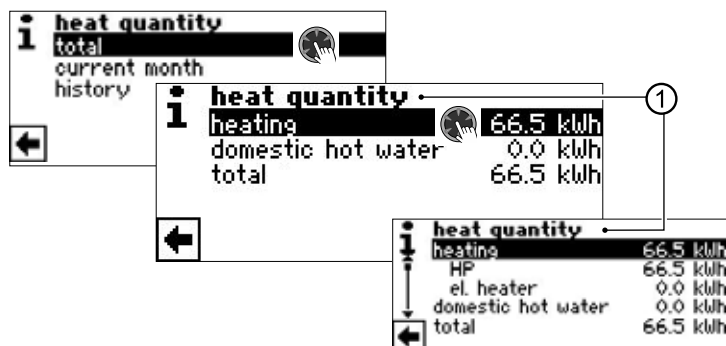 heat quantity
total
current month
history
heat quantity
heating 66.5 kWh
domestic hot water 0.0 kWh
total 66.5 kWh
1
heat quantity
heating 66.5 kWh
HP 66.5 kWh
el. heater 0.0 kWh
domestic hot water 0.0 kWh
total 66.5 kWh